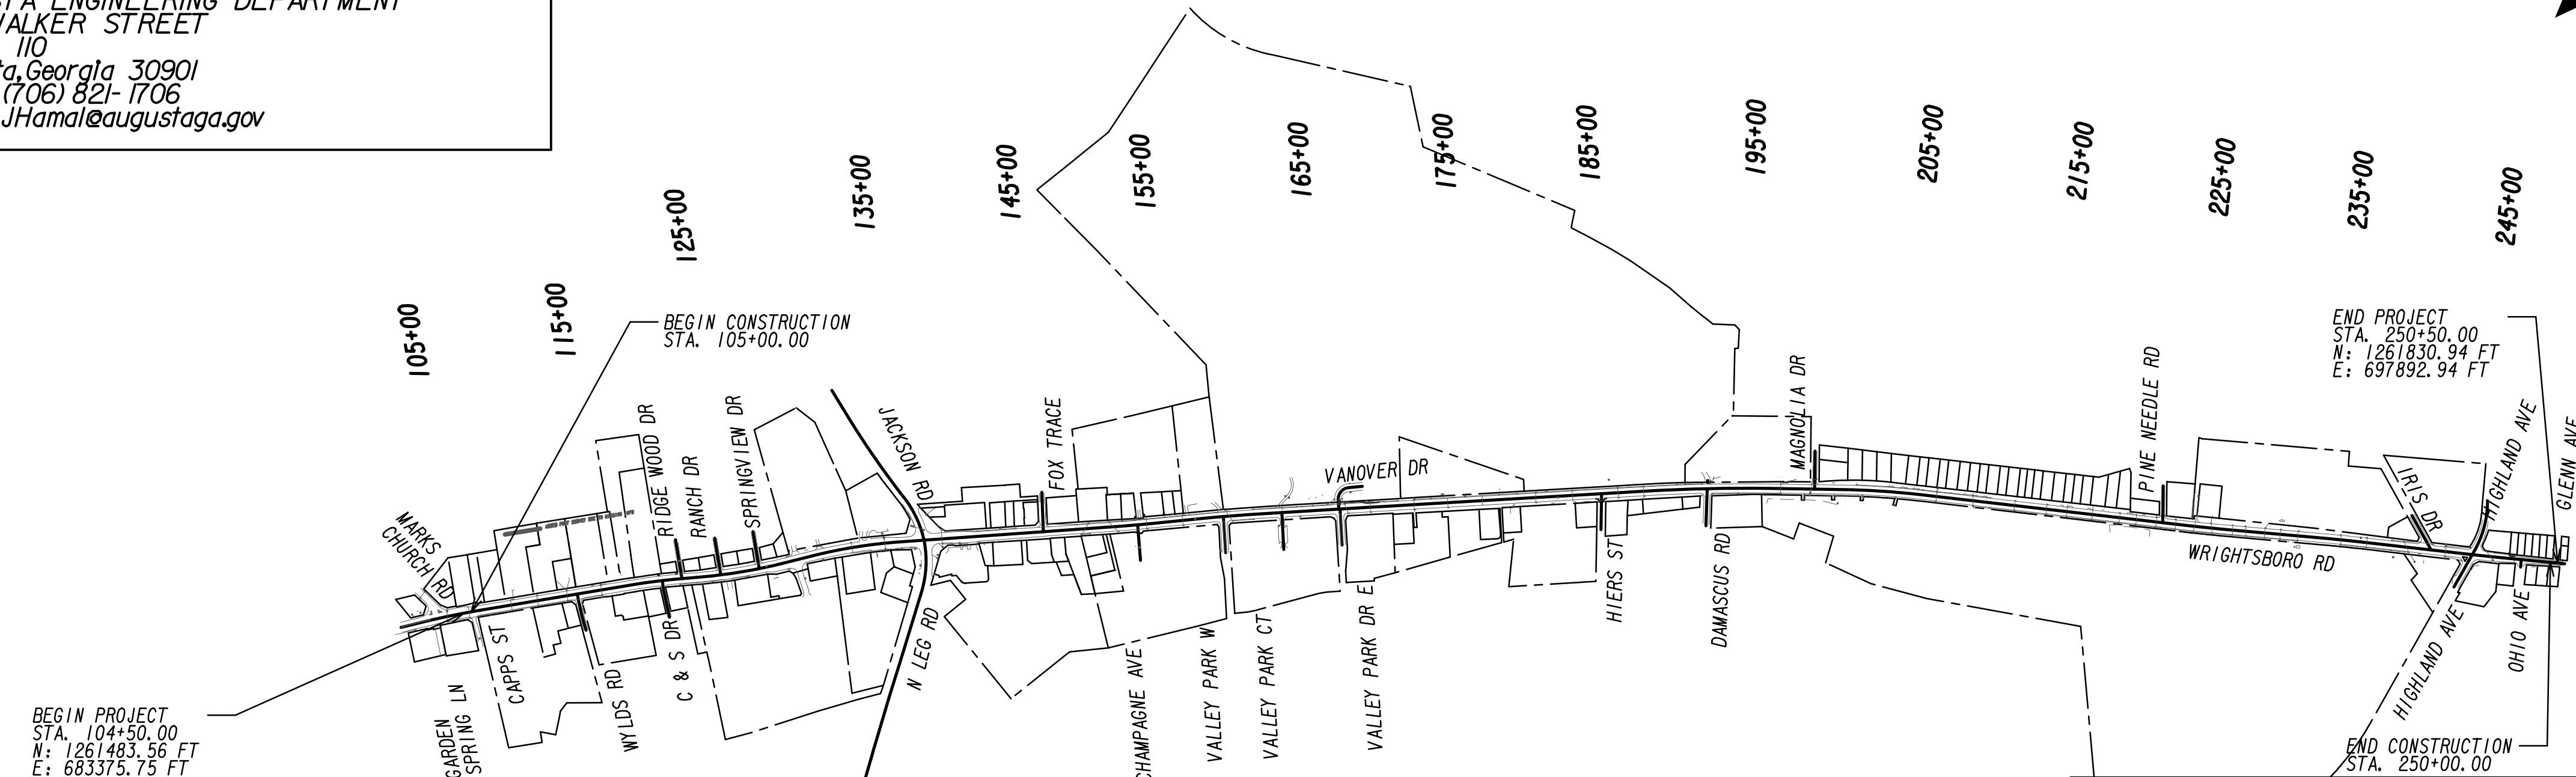 STA ENGINEERING DEPARTMENT
WALKER STREET
110
ta, Georgia 30901
(706) 821-1706
JHamal@augustaga.gov
105+00
115+00
125+00
135+00
145+00
155+00
165+00
175+00
185+00
195+00
205+00
215+00
225+00
235+00
245+00
BEGIN CONSTRUCTION
STA. 105+00.00
END PROJECT
STA. 250+50.00
N: 1261830.94 FT
E: 697892.94 FT
MARKS
CHURCH RD
RIDGE WOOD DR
RANCH DR
SPRINGVIEW DR
JACKSON RD
FOX TRACE
VANOVER DR
MAGNOLIA DR
PINE NEEDLE RD
IRIS DR
HIGHLAND AVE
GLENN AVE
WRIGHTSBORO RD
GARDEN
SPRING LN
CAPPS ST
WYLDS RD
C & S DR
N LEG RD
CHAMPAGNE AVE
VALLEY PARK W
VALLEY PARK CT
VALLEY PARK DR E
HIERS ST
DAMASCUS RD
HIGHLAND AVE
OHIO AVE
BEGIN PROJECT
STA. 104+50.00
N: 1261483.56 FT
E: 683375.75 FT
END CONSTRUCTION
STA. 250+00.00